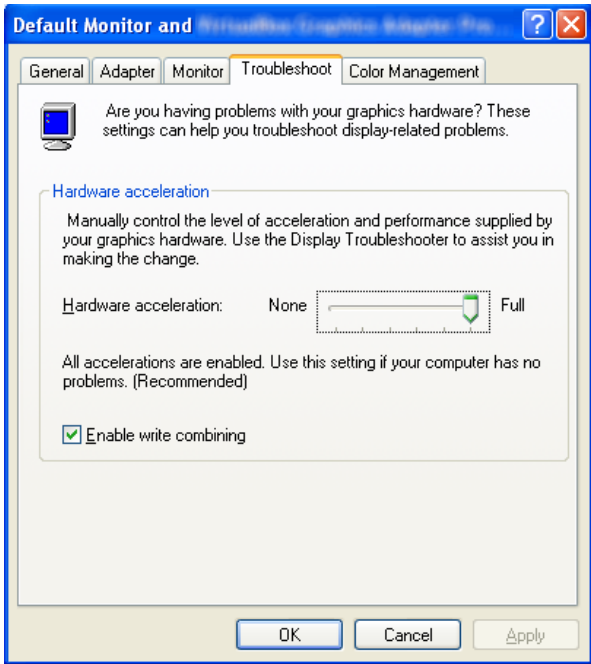 Default Monitor and
General Adapter Monitor Troubleshoot Color Management
Are you having problems with your graphics hardware? These
settings can help you troubleshoot display-related problems.
Hardware acceleration
Manually control the level of acceleration and performance supplied by
your graphics hardware. Use the Display Troubleshooter to assist you in
making the change.
Hardware acceleration: None Full
All accelerations are enabled. Use this setting if your computer has no
problems. (Recommended)
Enable write combining
OK Cancel Apply